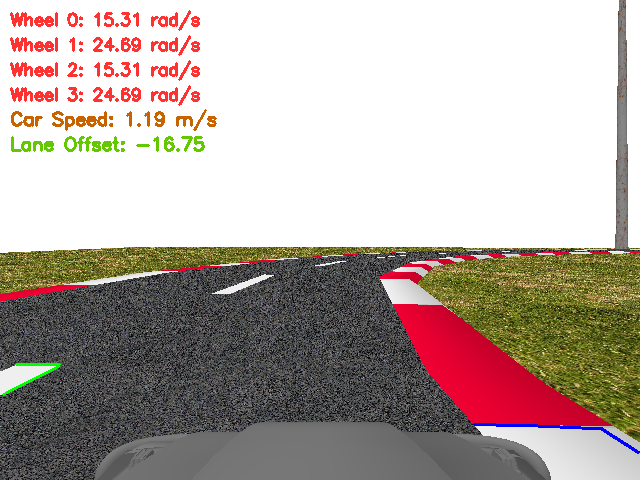 Wheel 0: 15.31 rad/s
Wheel 1: 24.69 rad/s
Wheel 2: 15.31 rad/s
Wheel 3: 24.69 rad/s
Car Speed: 1.19 m/s
Lane Offset: -16.75